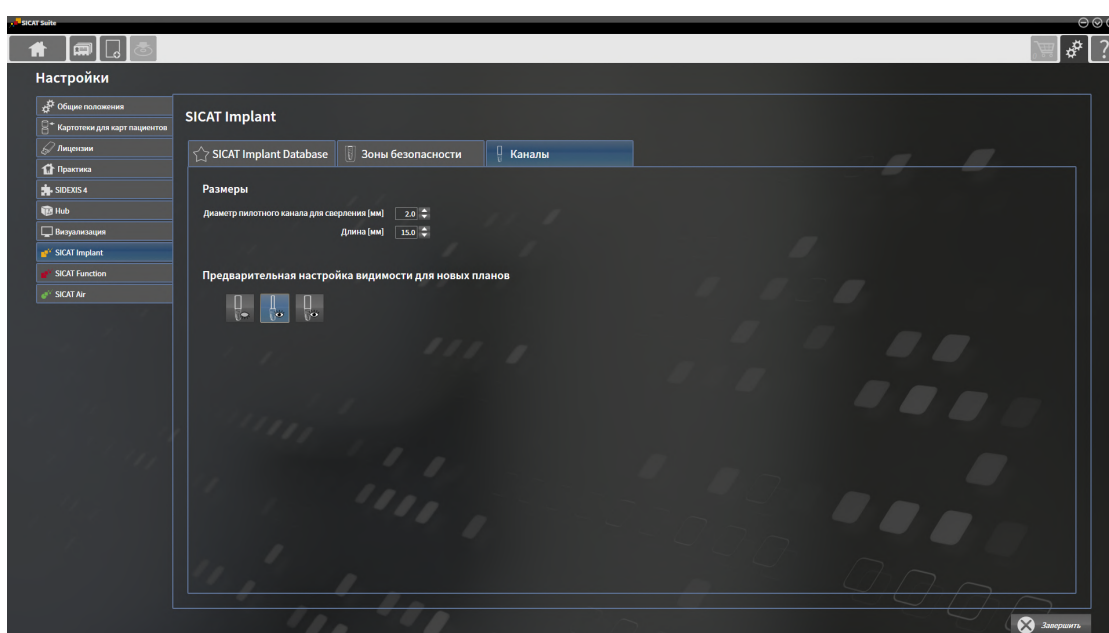 SICAT Suite
Настройки
Общие положения
Картотеки для карт пациентов
Лицензии
Практика
SIDEXIS 4
Hub
Визуализация
SICAT Implant
SICAT Function
SICAT Air
SICAT Implant
SICAT Implant Database
Зоны безопасности
Каналы
Размеры
Диаметр пилотного канала для сверления [мм] 2.0
Длина [мм] 15.0
Предварительная настройка видимости для новых планов
Завершить